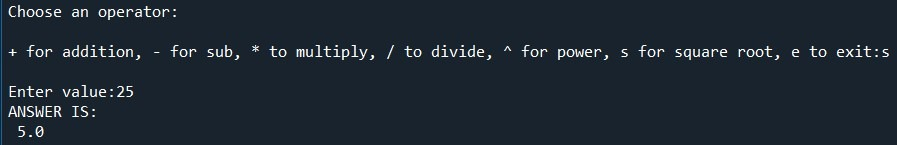 Choose an operator:
+ for addition, - for sub, * to multiply, / to divide, ^ for power, s for square root, e to exit:s
Enter value:25
ANSWER IS:
5.0